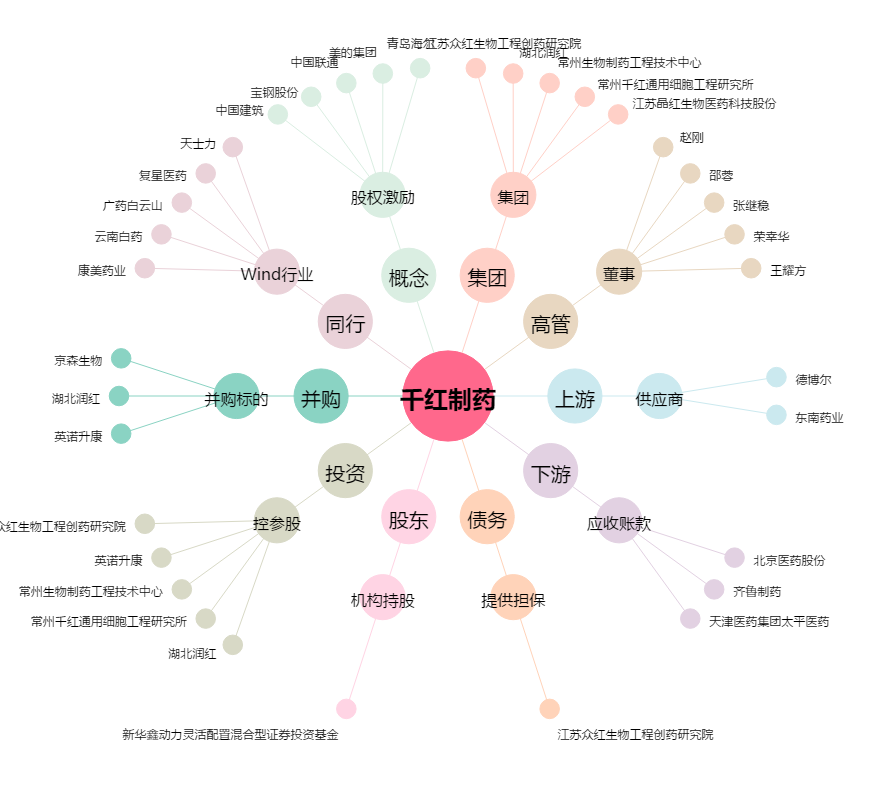 青岛海尔
江苏众红生物工程创药研究院
美的集团
湖北润红
中国联通
常州生物制药工程技术中心
宝钢股份
常州千红通用细胞工程研究所
中国建筑
江苏晶红生物医药科技股份
天士力
赵刚
复星医药
邵蓉
股权激励
集团
广药白云山
张继稳
云南白药
荣幸华
康美药业
Wind行业
概念
集团
董事
王耀方
同行
高管
京森生物
德博尔
湖北润红
并购标的
并购
千红制药
上游
供应商
东南药业
英诺升康
投资
下游
众红生物工程创药研究院
控参股
股东
债务
应收账款
英诺升康
北京医药股份
常州生物制药工程技术中心
齐鲁制药
机构持股
提供担保
常州千红通用细胞工程研究所
天津医药集团太平医药
湖北润红
新华鑫动力灵活配置混合型证券投资基金
江苏众红生物工程创药研究院